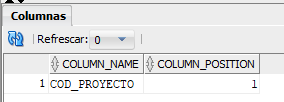 Columnas
Refrescar: 0
COLUMN_NAME COLUMN_POSITION
1 COD_PROYECTO 1